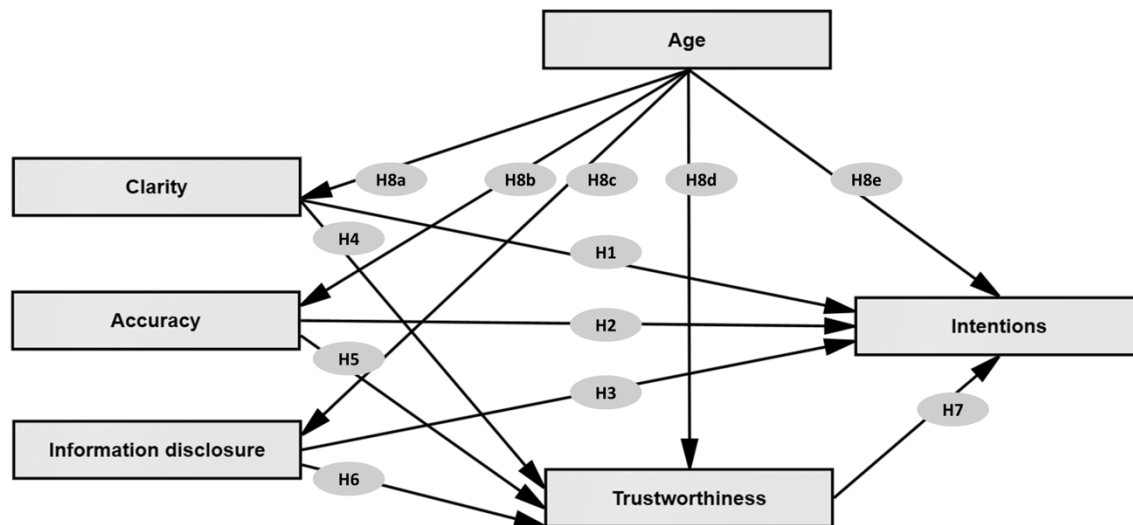 Age
Clarity
H8a
H8b
H8c
H8d
H8e
H4
H1
Accuracy
H2
Intentions
H5
H3
H7
Information disclosure
H6
Trustworthiness